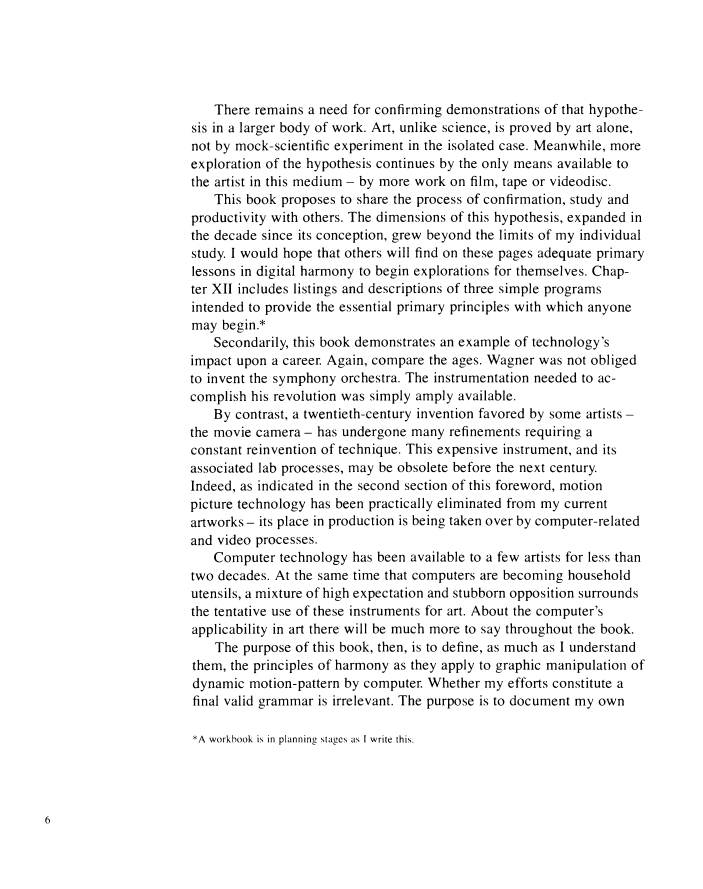 There remains a need for confirming demonstrations of that hypothe-
sis in a larger body of work. Art, unlike science, is proved by art alone,
not by mock-scientific experiment in the isolated case. Meanwhile, more
exploration of the hypothesis continues by the only means available to
the artist in this medium – by more work on film, tape or videodisc.
This book proposes to share the process of confirmation, study and
productivity with others. The dimensions of this hypothesis, expanded in
the decade since its conception, grew beyond the limits of my individual
study. I would hope that others will find on these pages adequate primary
lessons in digital harmony to begin explorations for themselves. Chap-
ter XII includes listings and descriptions of three simple programs
intended to provide the essential primary principles with which anyone
may begin.*
Secondarily, this book demonstrates an example of technology's
impact upon a career. Again, compare the ages. Wagner was not obliged
to invent the symphony orchestra. The instrumentation needed to ac-
complish his revolution was simply amply available.
By contrast, a twentieth-century invention favored by some artists –
the movie camera – has undergone many refinements requiring a
constant reinvention of technique. This expensive instrument, and its
associated lab processes, may be obsolete before the next century.
Indeed, as indicated in the second section of this foreword, motion
picture technology has been practically eliminated from my current
artworks – its place in production is being taken over by computer-related
and video processes.
Computer technology has been available to a few artists for less than
two decades. At the same time that computers are becoming household
utensils, a mixture of high expectation and stubborn opposition surrounds
the tentative use of these instruments for art. About the computer's
applicability in art there will be much more to say throughout the book.
The purpose of this book, then, is to define, as much as I understand
them, the principles of harmony as they apply to graphic manipulation of
dynamic motion-pattern by computer. Whether my efforts constitute a
final valid grammar is irrelevant. The purpose is to document my own
*A workbook is in planning stages as I write this.
6